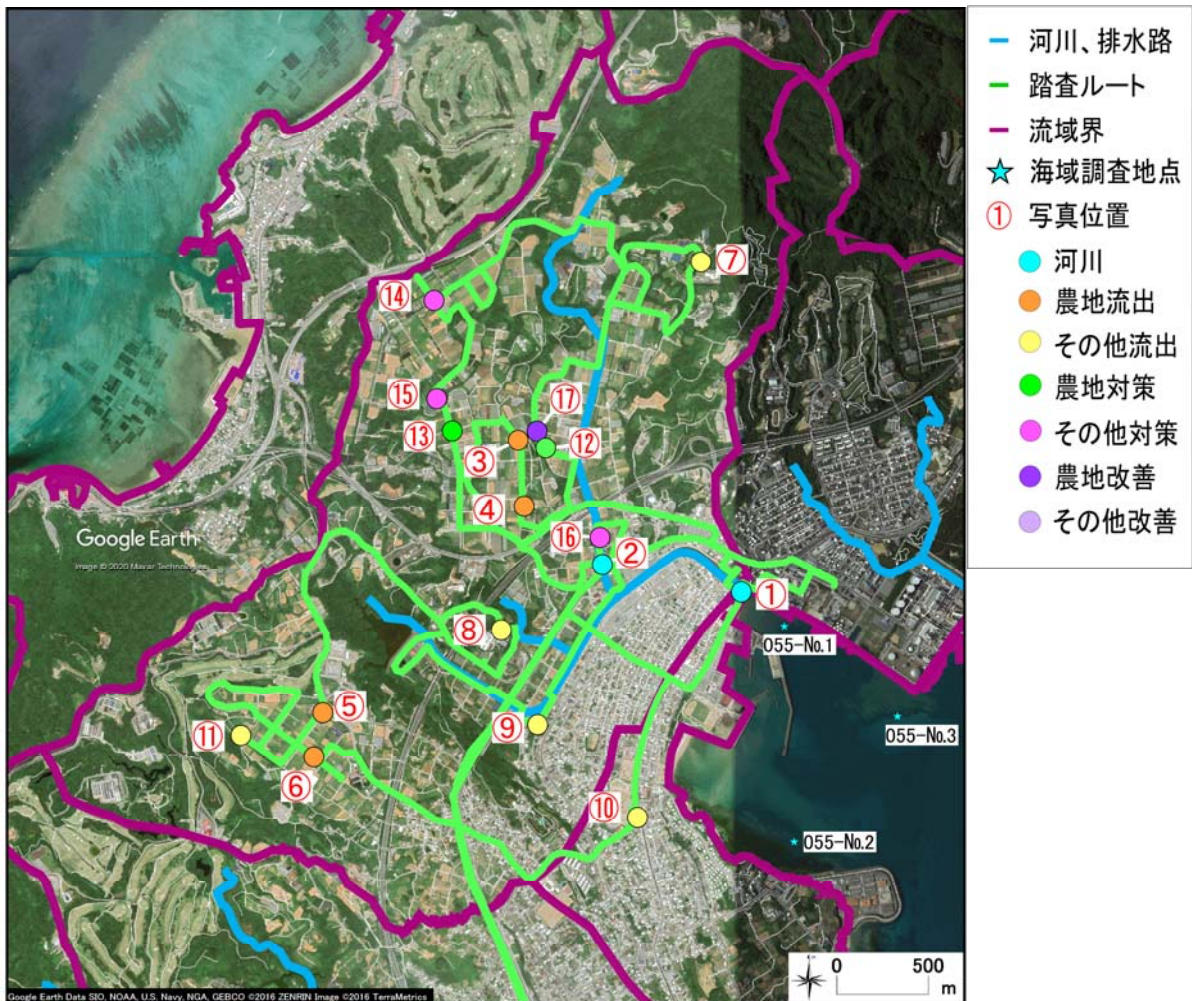 河川、排水路
踏査ルート
流域界
海域調査地点
① 写真位置
河川
農地流出
その他流出
農地対策
その他対策
農地改善
その他改善
⑦
⑭
⑮
⑰
⑬
③
⑫
④
⑯
②
①
⑧
055-No.1
⑤
⑨
055-No.3
⑪
⑥
⑩
055-No.2
Google Earth
Image © 2020 Maxar Technologies
0 500
m
Google Earth Data SIO, NOAA, U.S. Navy, NGA, GEBCO ©2016 ZENRIN Image ©2016 TerraMetrics